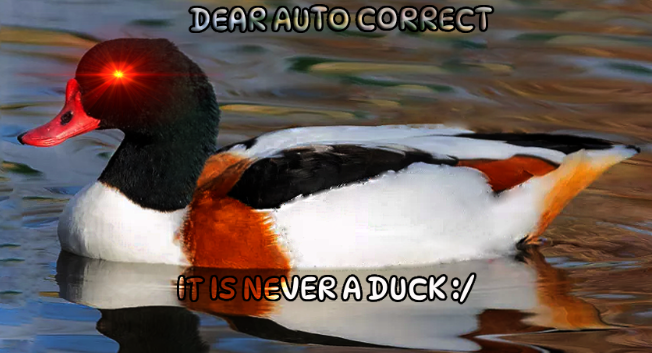 DEAR AUTO CORRECT
IT IS NEVER A DUCK :/